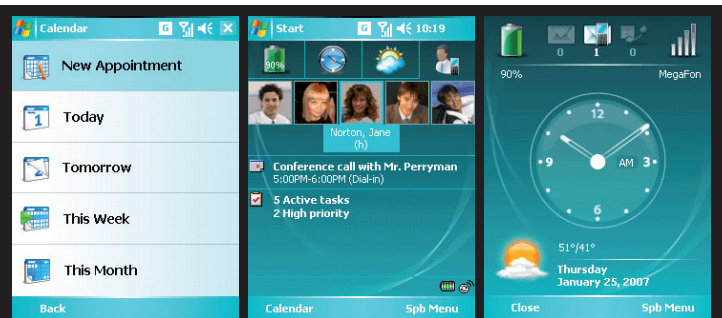 Calendar
G
New Appointment
1
Today
Tomorrow
This Week
This Month
Back
Start
G
10:19
90%
Norton, Jane
(h)
Conference call with Mr. Perryman
5:00PM-6:00PM (Dial-in)
5 Active tasks
2 High priority
Calendar
Spb Menu
0
1
0
90%
MegaFon
12
9
AM
3
6
51°/41°
Thursday
January 25, 2007
Close
Spb Menu